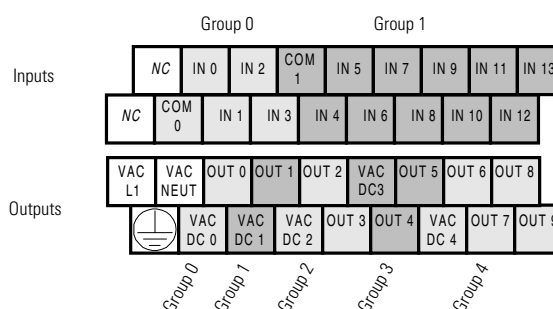 Group 0 Group 1
Inputs
NC IN 0 IN 2 COM 1 IN 5 IN 7 IN 9 IN 11 IN 13
NC COM 0 IN 1 IN 3 IN 4 IN 6 IN 8 IN 10 IN 12
Outputs
VAC L1 VAC NEUT OUT 0 OUT 1 OUT 2 VAC DC3 OUT 5 OUT 6 OUT 8
VAC DC 0 VAC DC 1 VAC DC 2 OUT 3 OUT 4 VAC DC 4 OUT 7 OUT 9
Group 0 Group 1 Group 2 Group 3 Group 4